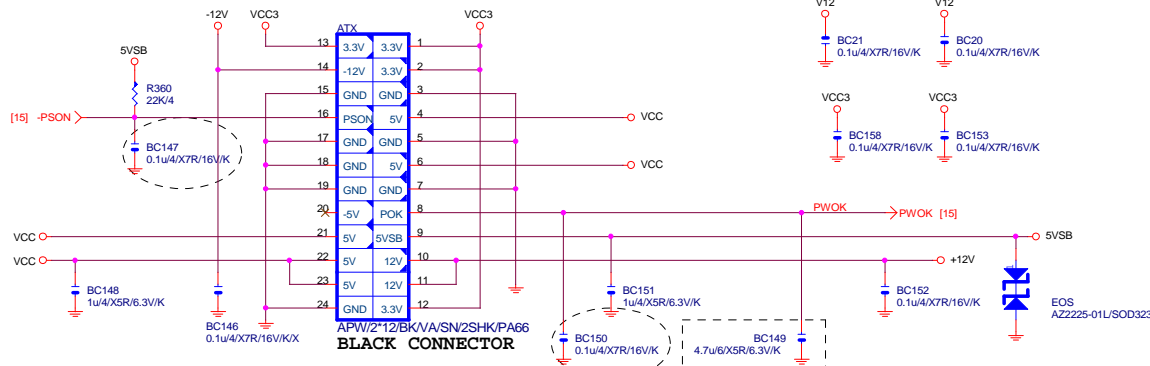 -12V
VCC3
VCC3
V12
V12
ATX
5VSB
R360
22K/4
[15] -PSON
BC147
0.1u/4/X7R/16V/K
13 3.3V 3.3V 1
14 -12V 3.3V 2
15 GND GND 3
16 PSON 5V 4
17 GND GND 5
18 GND 5V 6
19 GND GND 7
20 -5V POK 8
21 5V 5VSB 9
22 5V 12V 10
23 5V 12V 11
24 GND 3.3V 12
VCC
VCC
BC21
0.1u/4/X7R/16V/K
BC20
0.1u/4/X7R/16V/K
VCC3
VCC3
BC158
0.1u/4/X7R/16V/K
BC153
0.1u/4/X7R/16V/K
PWOK
PWOK [15]
VCC
VCC
5VSB
+12V
BC148
1u/4/X5R/6.3V/K
BC146
0.1u/4/X7R/16V/K/X
BC151
1u/4/X5R/6.3V/K
BC152
0.1u/4/X7R/16V/K
EOS
AZ2225-01L/SOD323
APW/2*12/BK/VA/SN/2SHK/PA66
BLACK CONNECTOR
BC150
0.1u/4/X7R/16V/K
BC149
4.7u/6/X5R/6.3V/K